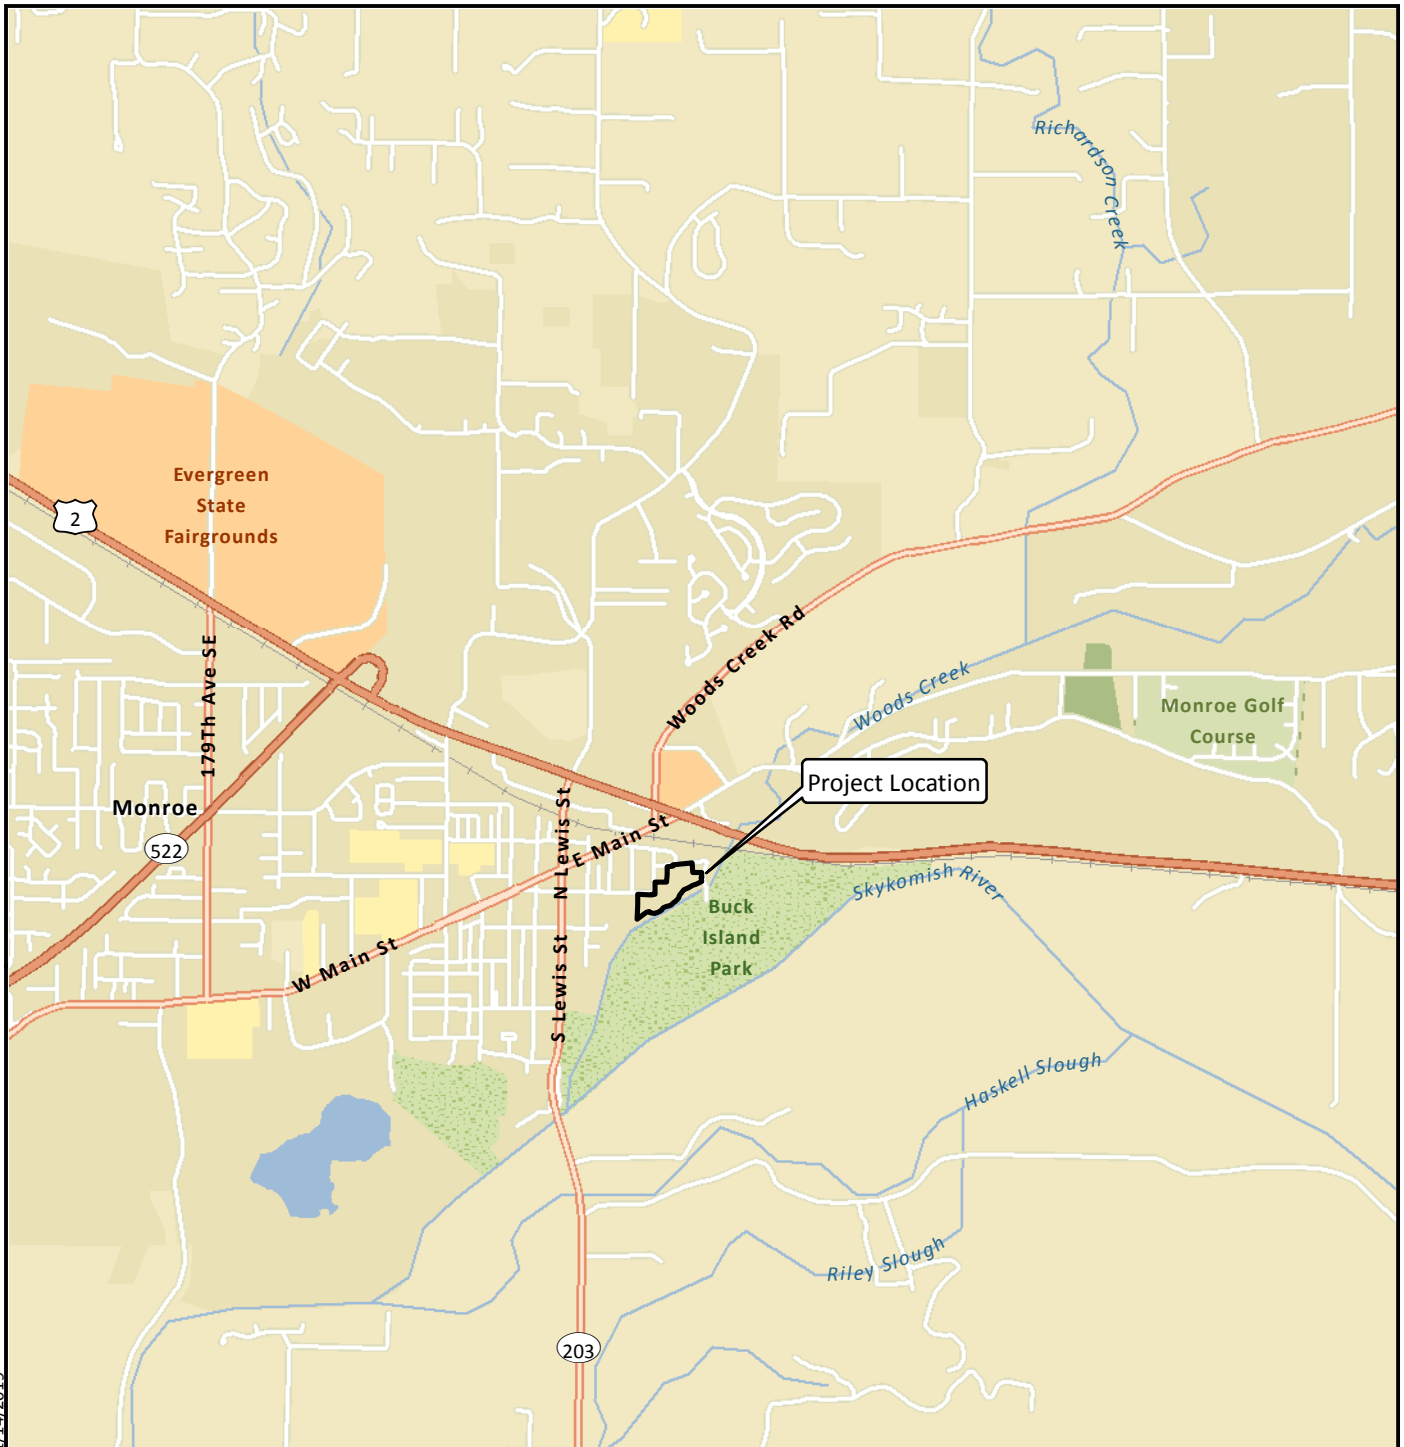 Richardson Creek
Evergreen
State
Fairgrounds
2
179Th Ave SE
Woods Creek Rd
Woods Creek
Monroe Golf
Course
Project Location
Monroe
522
N Lewis St
E Main St
Skykomish River
Buck
Island
Park
W Main St
S Lewis St
Haskell Slough
Riley Slough
203